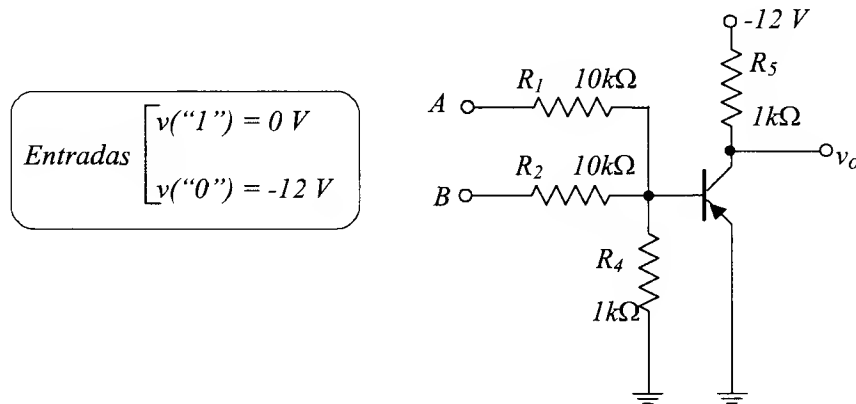 Entradas
v(“1”) = 0 V
v(“0”) = -12 V
-12 V
R5
1kΩ
vo
R1 10kΩ
A
R2 10kΩ
B
R4
1kΩ